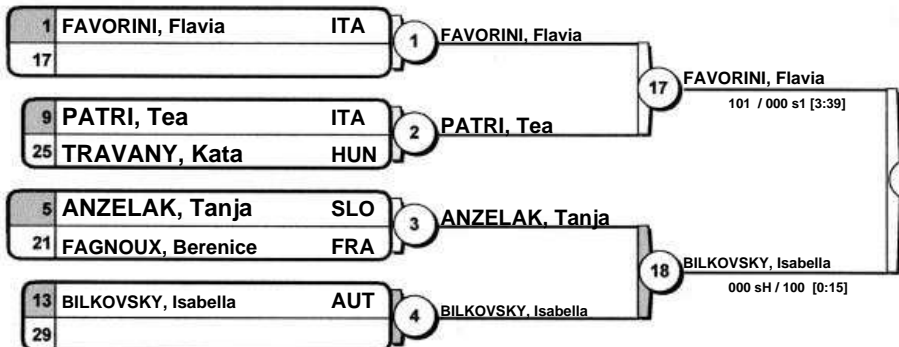 1 FAVORINI, Flavia ITA
17
1 FAVORINI, Flavia
9 PATRI, Tea ITA
25 TRAVANY, Kata HUN
2 PATRI, Tea
17 FAVORINI, Flavia
101 / 000 s1 [3:39]
5 ANZELAK, Tanja SLO
21 FAGNOUX, Berenice FRA
3 ANZELAK, Tanja
13 BILKOVSKY, Isabella AUT
29
4 BILKOVSKY, Isabella
18 BILKOVSKY, Isabella
000 sH / 100 [0:15]